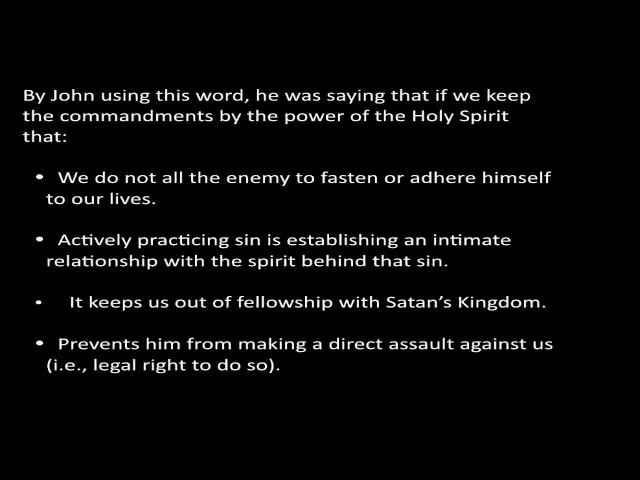 By John using this word, he was saying that if we keep
the commandments by the power of the Holy Spirit
that:
• We do not all the enemy to fasten or adhere himself
to our lives.
• Actively practicing sin is establishing an intimate
relationship with the spirit behind that sin.
• It keeps us out of fellowship with Satan’s Kingdom.
• Prevents him from making a direct assault against us
(i.e., legal right to do so).